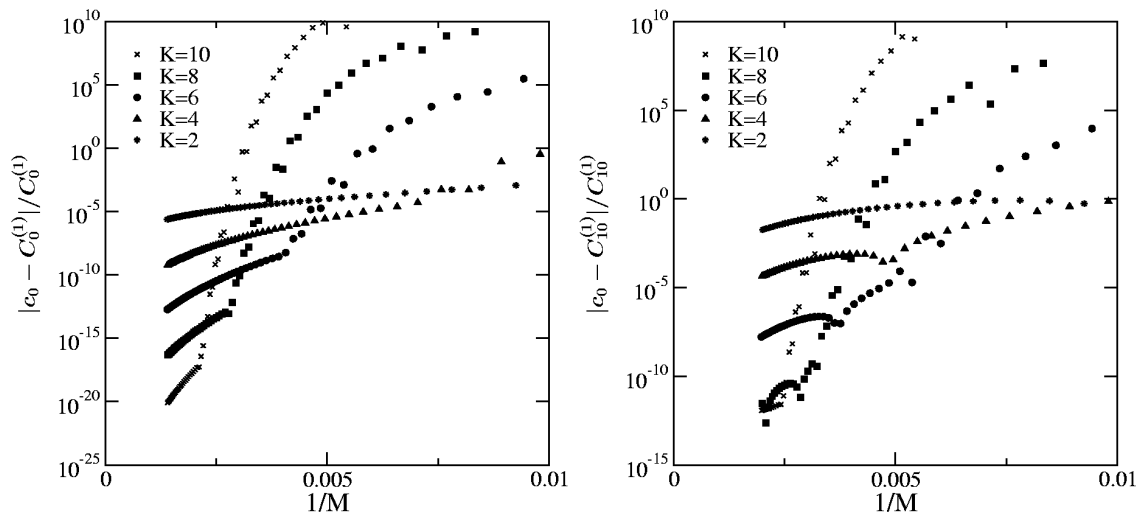 10^10
10^5
10^0
10^-5
10^-10
10^-15
10^-20
10^-25
|c_0 − C_0^(1)|/C_0^(1)
K=10
K=8
K=6
K=4
K=2
0
0.005
0.01
1/M
10^10
10^5
10^0
10^-5
10^-10
10^-15
|c_0 − C_10^(1)|/C_10^(1)
K=10
K=8
K=6
K=4
K=2
0
0.005
0.01
1/M